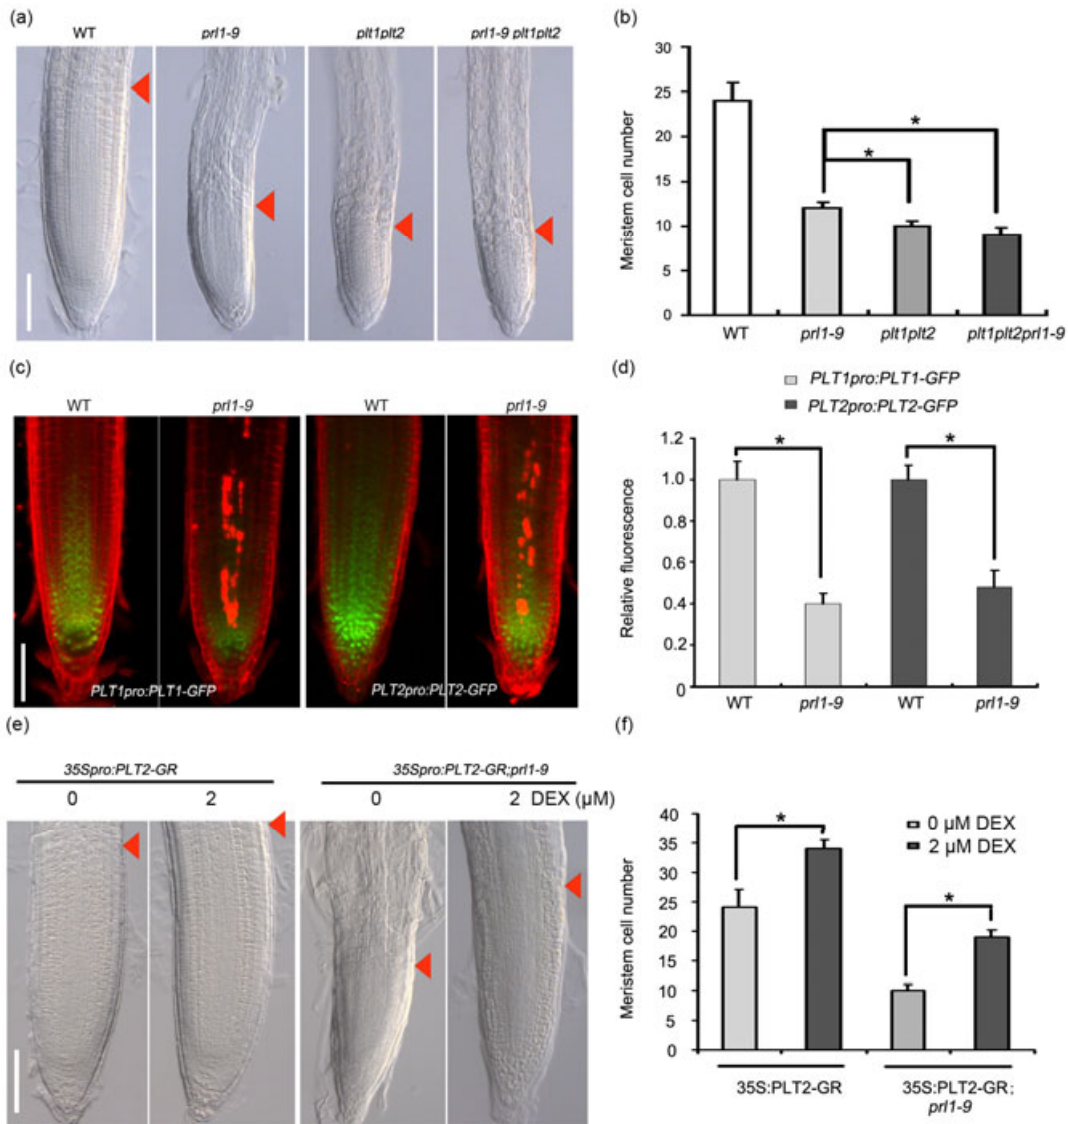 (a)
WT
prl1-9
plt1plt2
prl1-9 plt1plt2
(b)
30
25
20
15
10
5
0
Meristem cell number
*
*
WT
prl1-9
plt1plt2
plt1plt2prl1-9
(c)
WT
prl1-9
WT
prl1-9
PLT1pro:PLT1-GFP
PLT2pro:PLT2-GFP
(d)
PLT1pro:PLT1-GFP
PLT2pro:PLT2-GFP
1.2
1.0
0.8
0.6
0.4
0.2
0
Relative fluorescence
*
*
WT
prl1-9
WT
prl1-9
(e)
35Spro:PLT2-GR
35Spro:PLT2-GR;prl1-9
0
2
0
2 DEX (µM)
(f)
40
35
30
25
20
15
10
5
0
Meristem cell number
*
*
0 µM DEX
2 µM DEX
35S:PLT2-GR
35S:PLT2-GR;
prl1-9